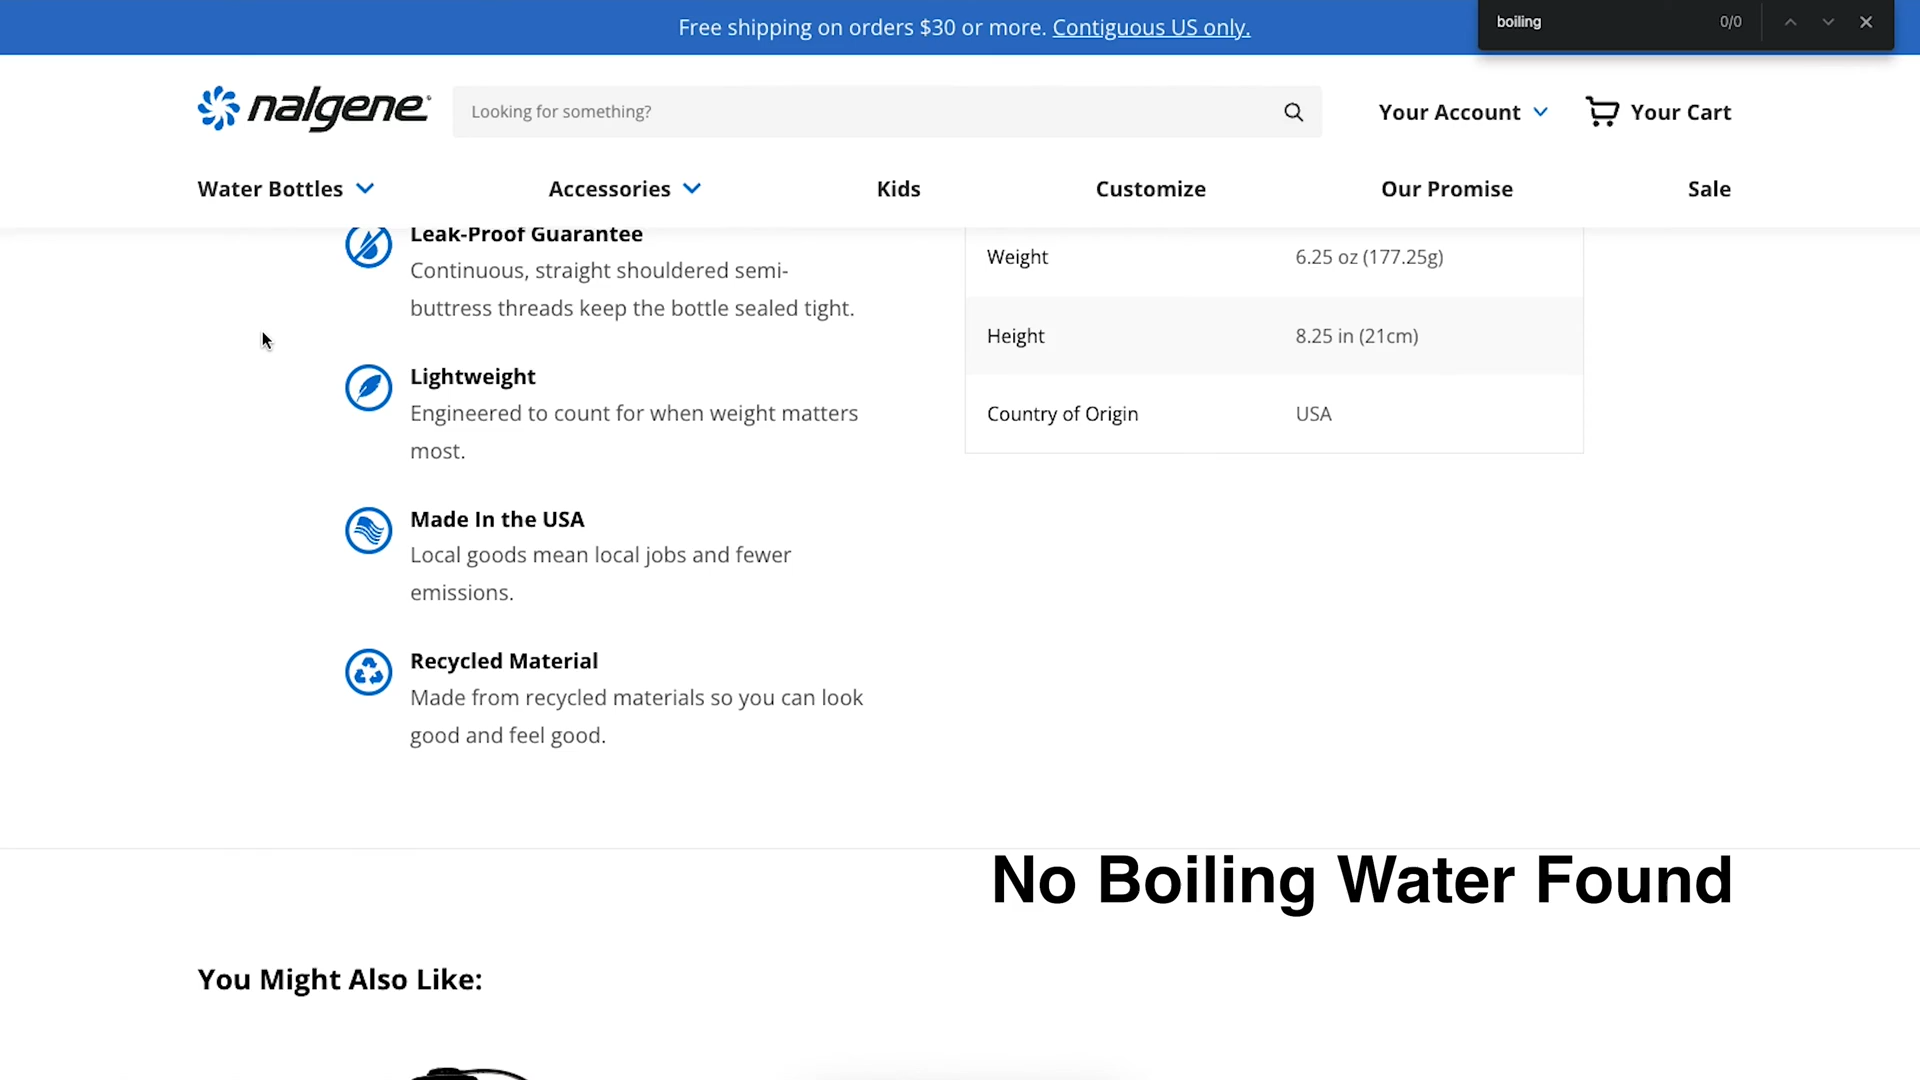 Free shipping on orders $30 or more. Contiguous US only.
boiling
0/0
nalgene
Looking for something?
Your Account
Your Cart
Water Bottles
Accessories
Kids
Customize
Our Promise
Sale
Leak-Proof Guarantee
Continuous, straight shouldered semi-
buttress threads keep the bottle sealed tight.
Weight
6.25 oz (177.25g)
Height
8.25 in (21cm)
Country of Origin
USA
Lightweight
Engineered to count for when weight matters
most.
Made In the USA
Local goods mean local jobs and fewer
emissions.
Recycled Material
Made from recycled materials so you can look
good and feel good.
No Boiling Water Found
You Might Also Like: